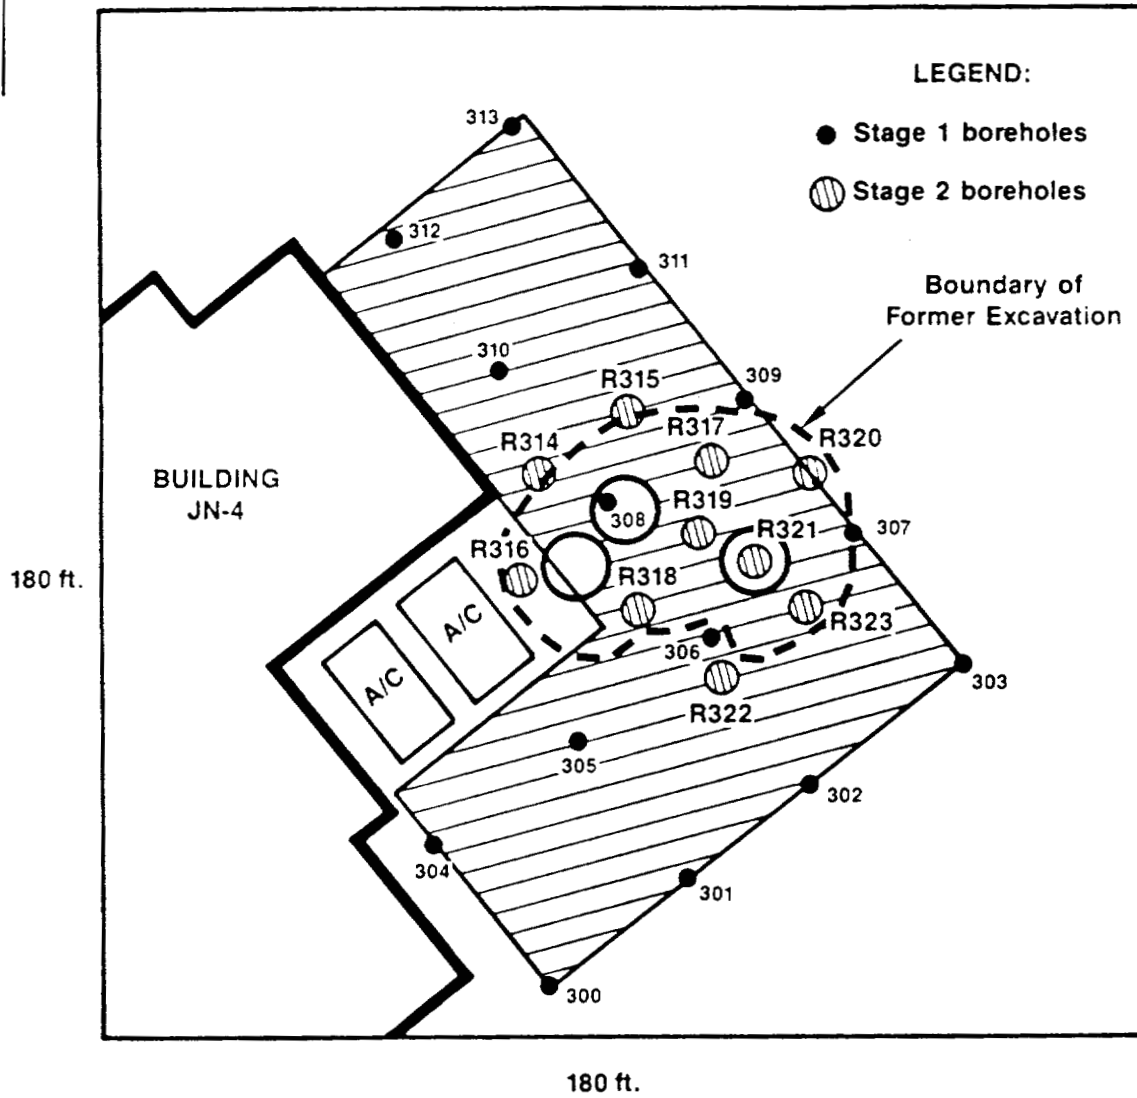 LEGEND:
Stage 1 boreholes
Stage 2 boreholes
Boundary of
Former Excavation
313
312
311
310
309
R315
R317
R320
R314
308
R319
307
R321
R316
R318
BUILDING
JN-4
180 ft.
A/C
A/C
R323
306
303
R322
305
302
304
301
300
180 ft.